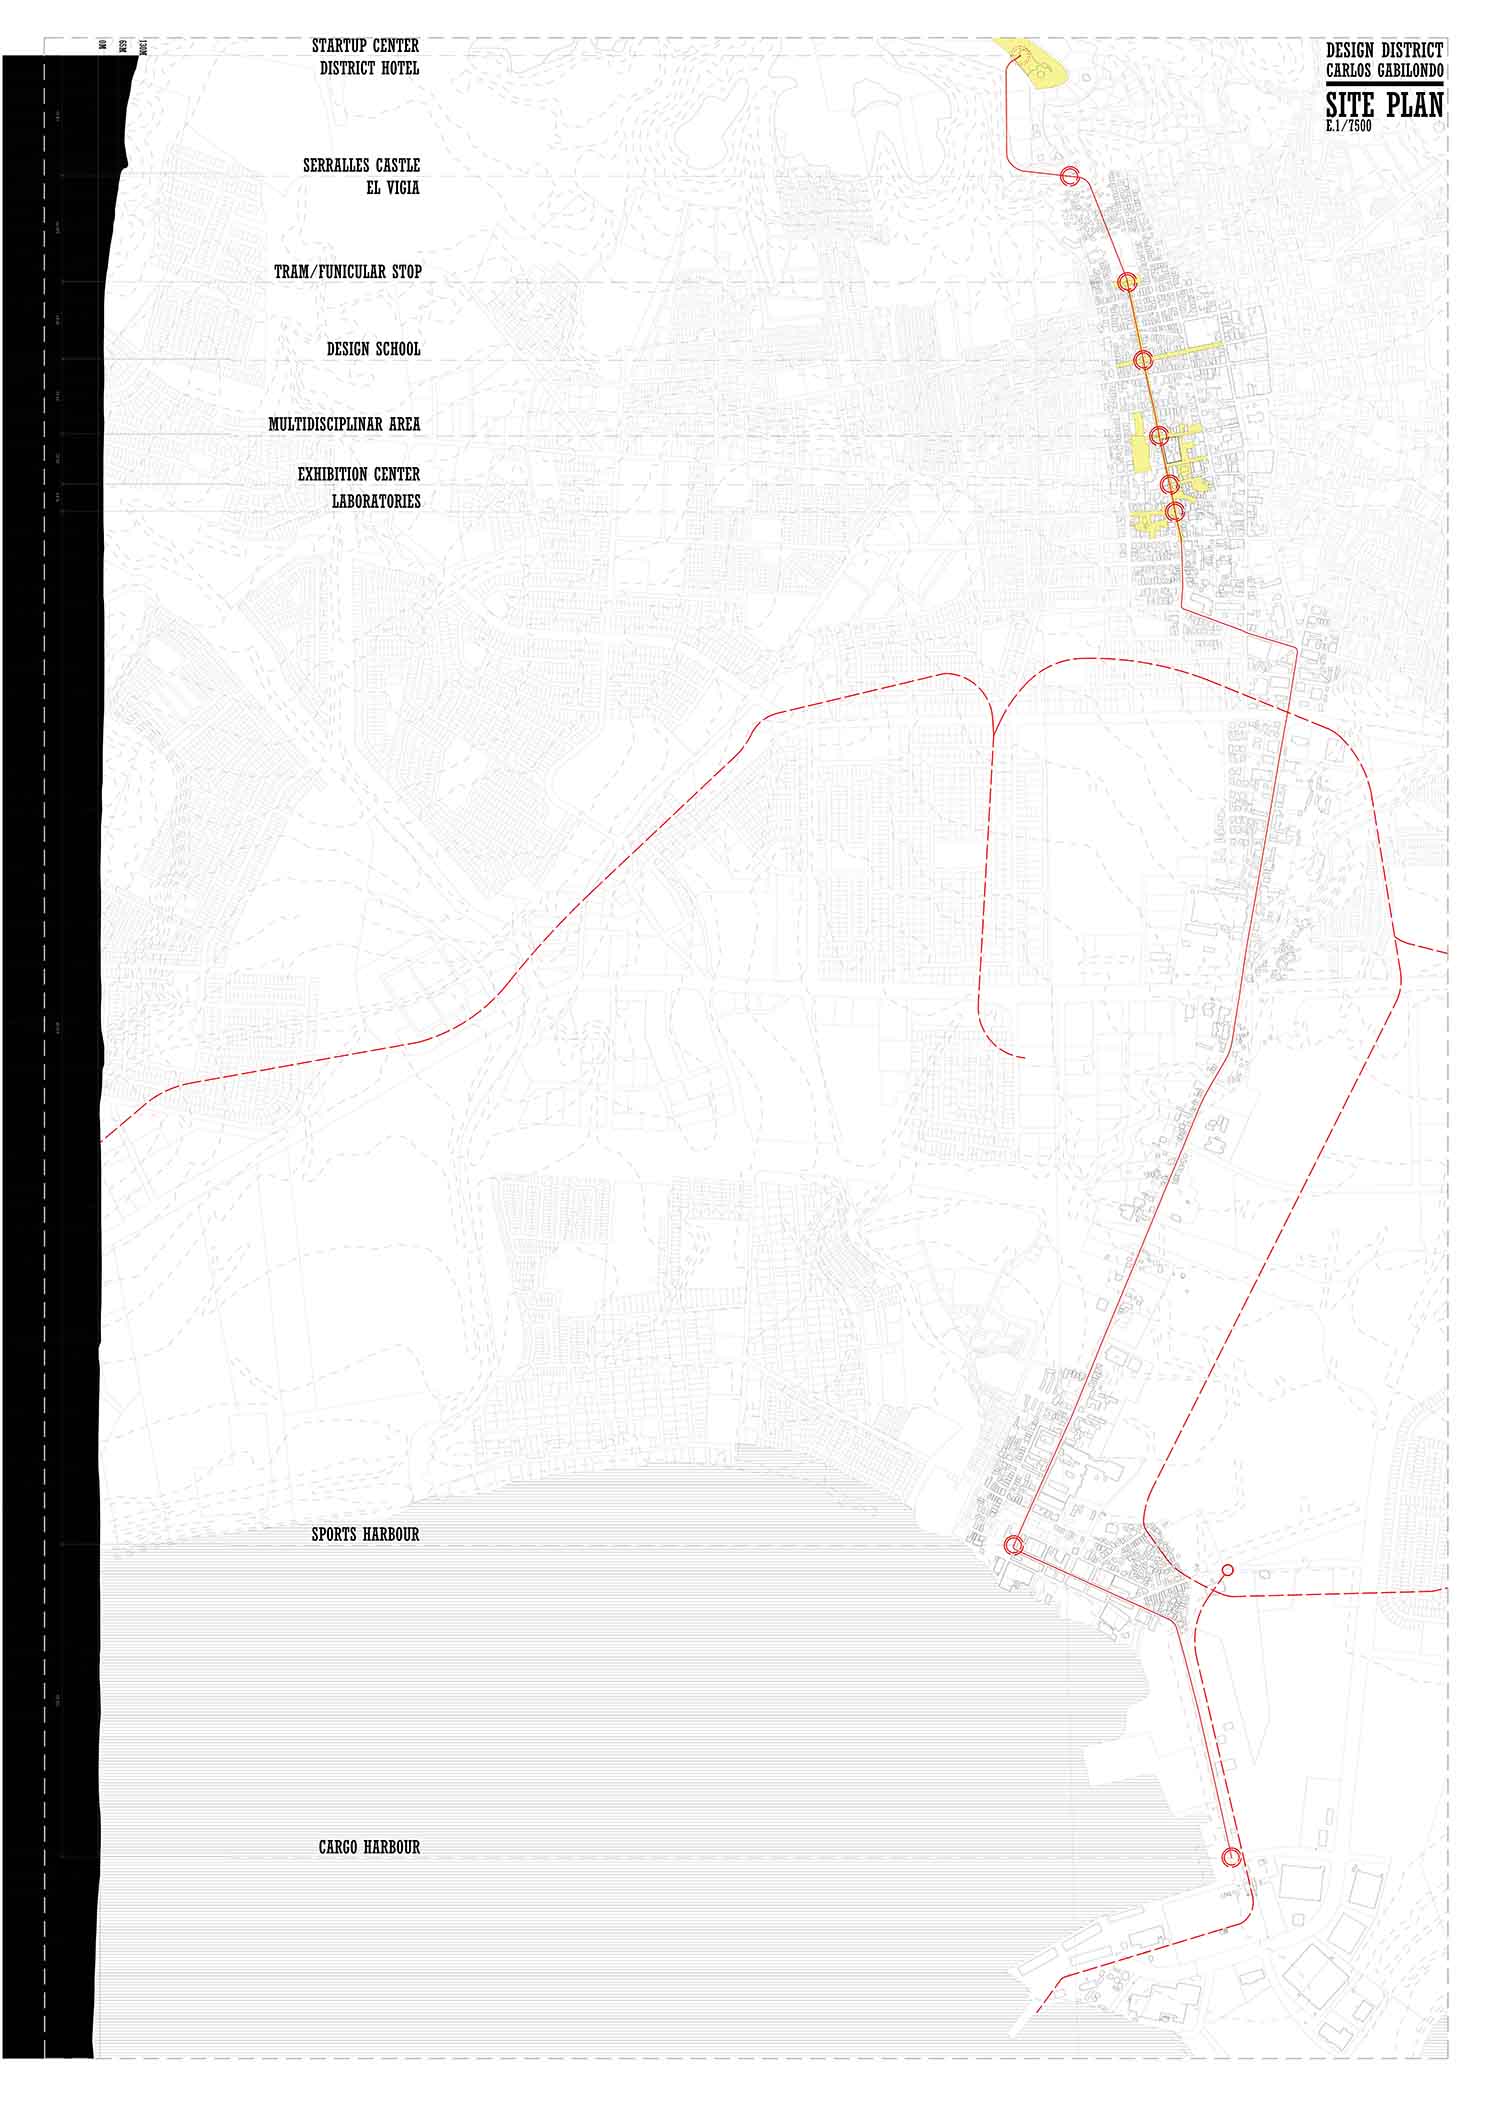 0M
65M
130M
STARTUP CENTER
DISTRICT HOTEL
DESIGN DISTRICT
CARLOS GABILONDO
SITE PLAN
E.1/7500
SERRALLES CASTLE
EL VIGIA
TRAM/FUNICULAR STOP
DESIGN SCHOOL
MULTIDISCIPLINAR AREA
EXHIBITION CENTER
LABORATORIES
SPORTS HARBOUR
CARGO HARBOUR